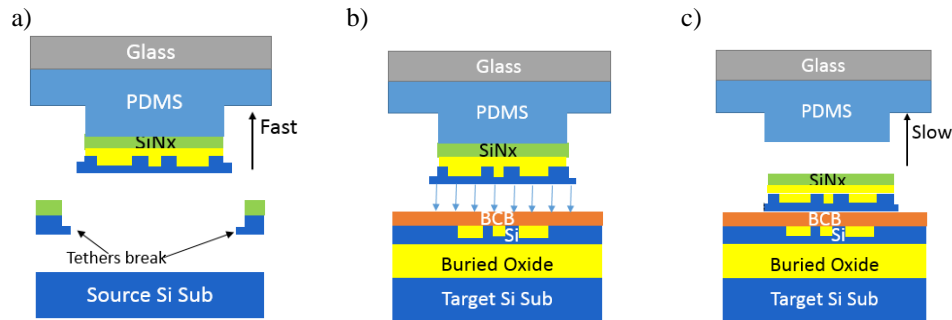 a)
Glass
PDMS
Fast
SiNx
Tethers break
Source Si Sub
b)
Glass
PDMS
SiNx
BCB
Si
Buried Oxide
Target Si Sub
c)
Glass
PDMS
Slow
SiNx
BCB
Si
Buried Oxide
Target Si Sub